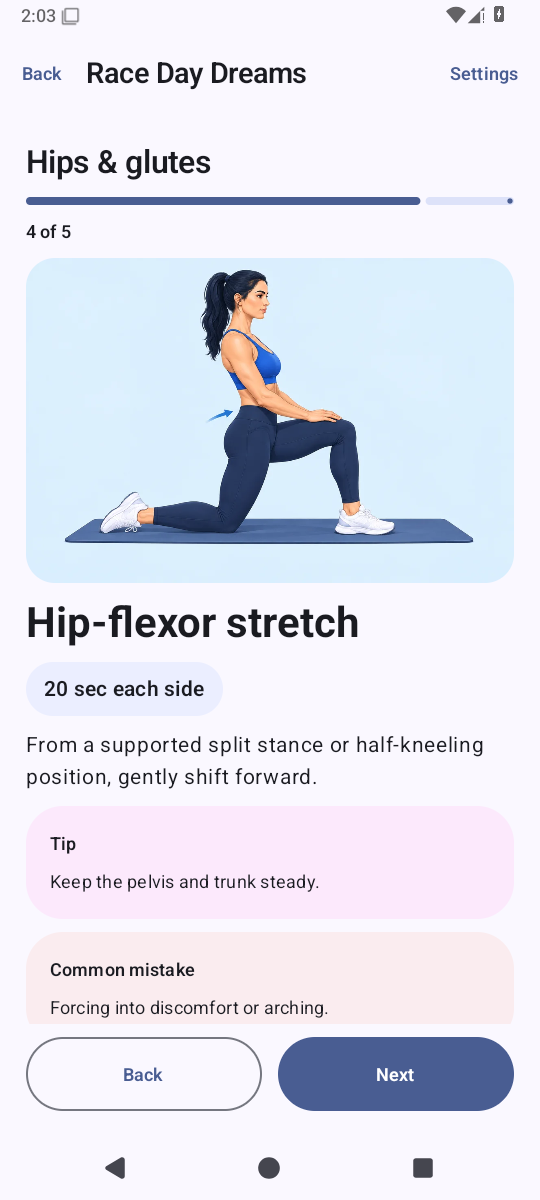 2:03
Back Race Day Dreams Settings
Hips & glutes
4 of 5
Hip-flexor stretch
20 sec each side
From a supported split stance or half-kneeling
position, gently shift forward.
Tip
Keep the pelvis and trunk steady.
Common mistake
Forcing into discomfort or arching.
Back Next